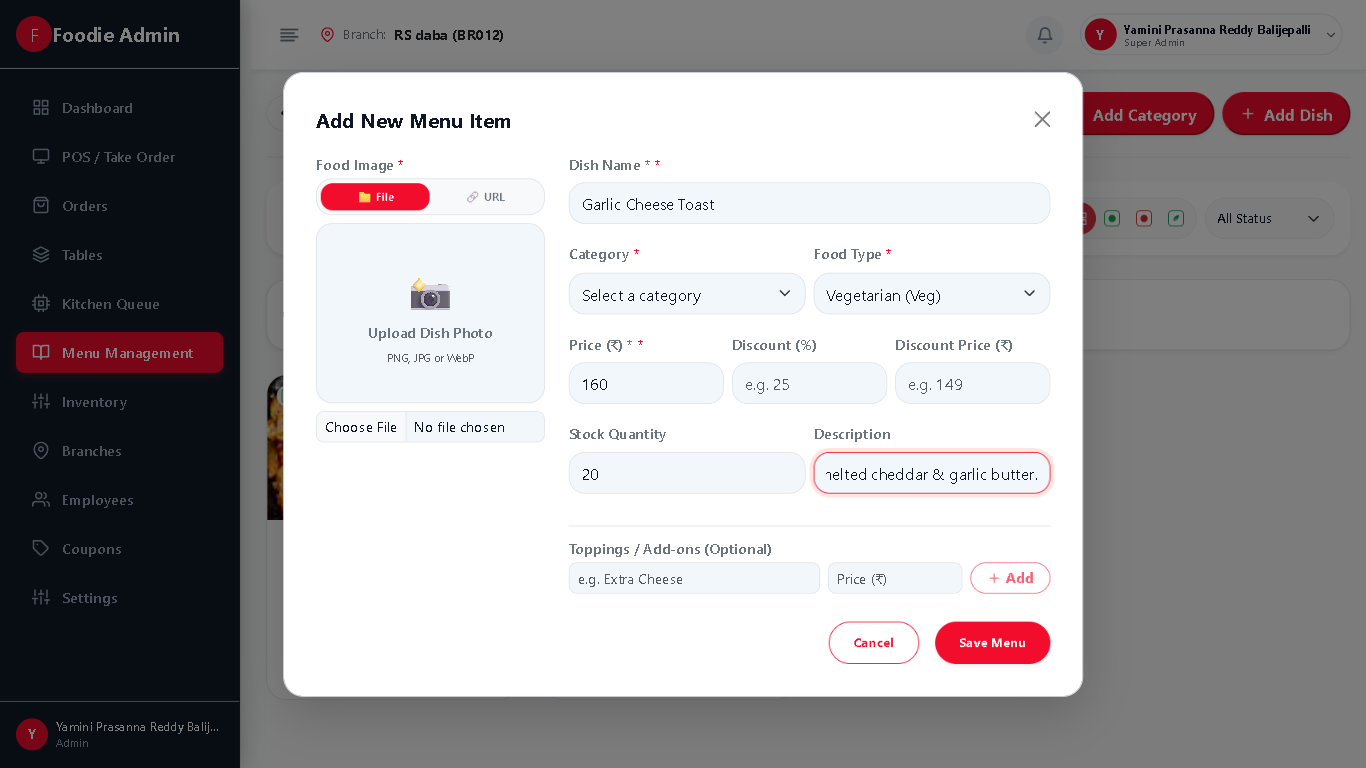 F Foodie Admin
Branch: RS daba (BR012)
Y Yamini Prasanna Reddy Balijepalli
Super Admin
Dashboard
POS / Take Order
Orders
Tables
Kitchen Queue
Menu Management
Inventory
Branches
Employees
Coupons
Settings
Y Yamini Prasanna Reddy Balij...
Admin
Add Category
+ Add Dish
All Status
Add New Menu Item
Food Image *
File
URL
Upload Dish Photo
PNG, JPG or WebP
Choose File No file chosen
Dish Name * *
Garlic Cheese Toast
Category *
Food Type *
Select a category
Vegetarian (Veg)
Price (₹) * *
Discount (%)
Discount Price (₹)
160
e.g. 25
e.g. 149
Stock Quantity
Description
20
melted cheddar & garlic butter.
Toppings / Add-ons (Optional)
e.g. Extra Cheese
Price (₹)
+ Add
Cancel
Save Menu